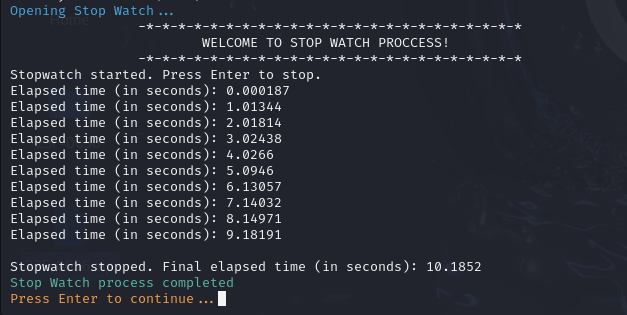 Opening Stop Watch...
-*-*-*-*-*-*-*-*-*-*-*-*-*-*-*-*-*-*-*-*-*-*-*-*
WELCOME TO STOP WATCH PROCCESS!
-*-*-*-*-*-*-*-*-*-*-*-*-*-*-*-*-*-*-*-*-*-*-*-*
Stopwatch started. Press Enter to stop.
Elapsed time (in seconds): 0.000187
Elapsed time (in seconds): 1.01344
Elapsed time (in seconds): 2.01814
Elapsed time (in seconds): 3.02438
Elapsed time (in seconds): 4.0266
Elapsed time (in seconds): 5.0946
Elapsed time (in seconds): 6.13057
Elapsed time (in seconds): 7.14032
Elapsed time (in seconds): 8.14971
Elapsed time (in seconds): 9.18191
Stopwatch stopped. Final elapsed time (in seconds): 10.1852
Stop Watch process completed
Press Enter to continue...